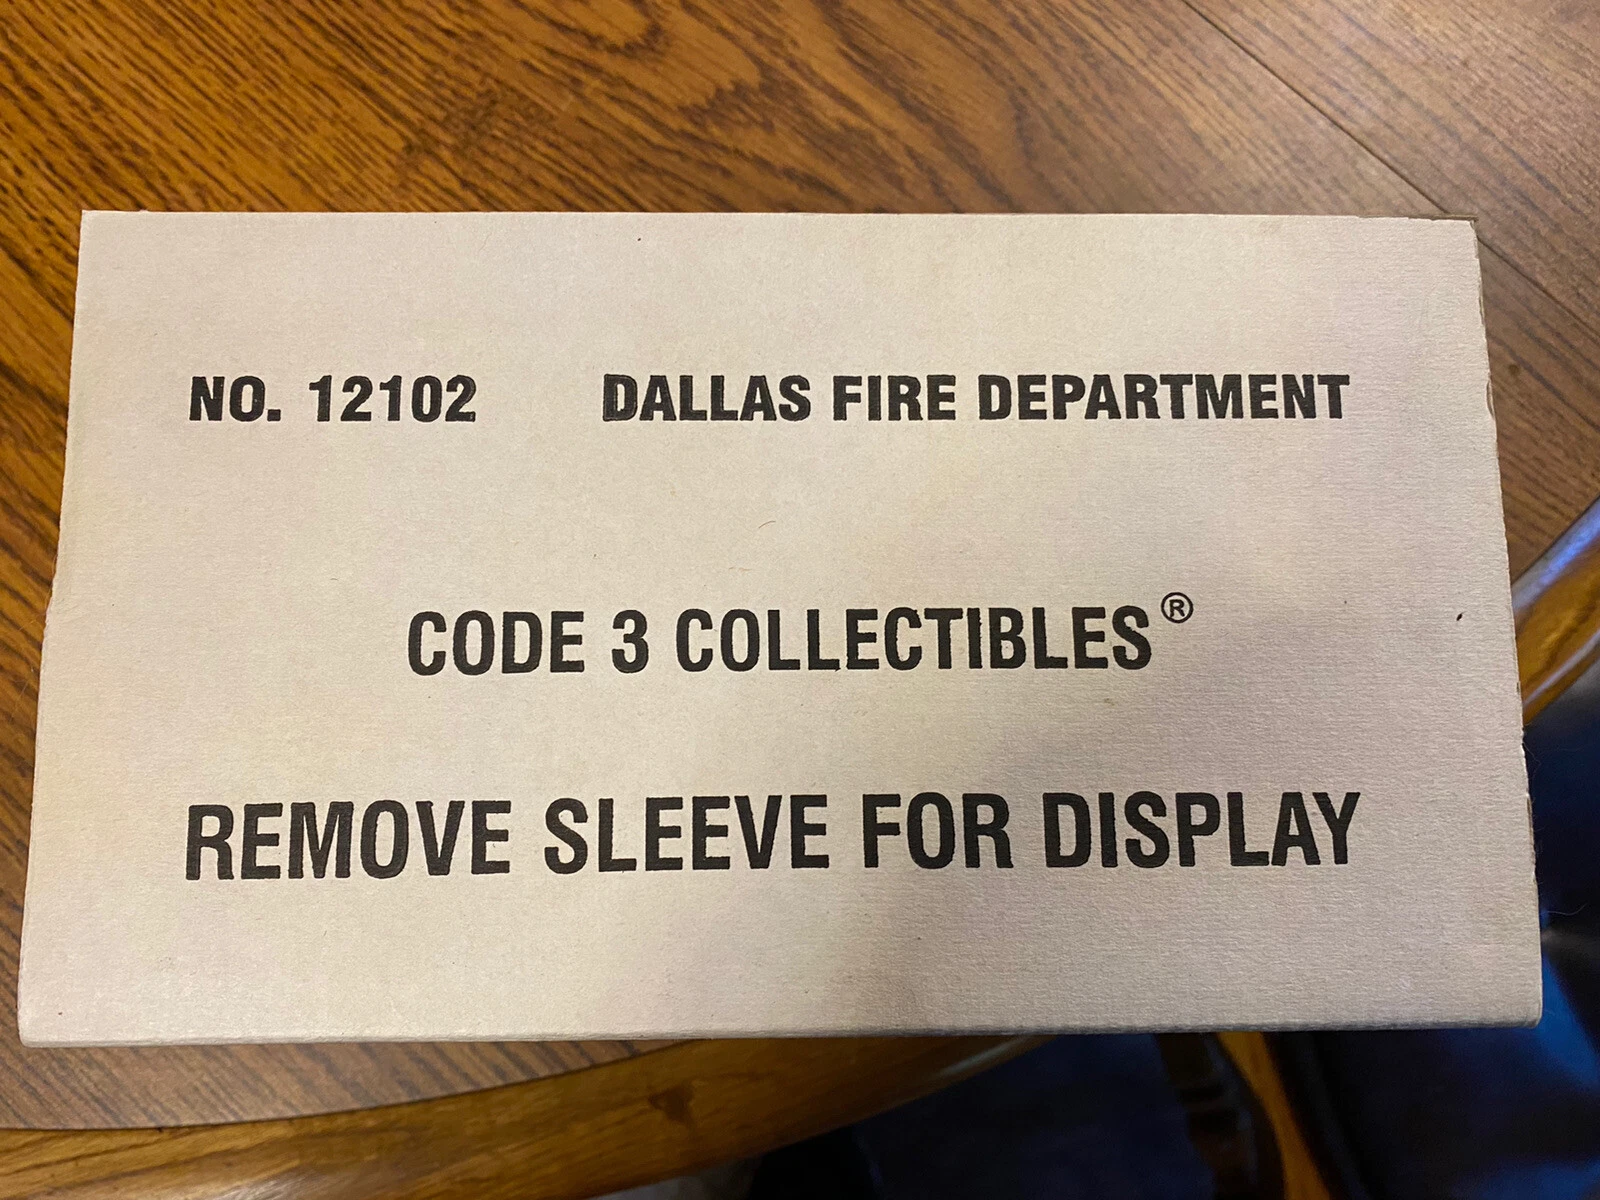 NO. 12102 DALLAS FIRE DEPARTMENT
CODE 3 COLLECTIBLES®
REMOVE SLEEVE FOR DISPLAY